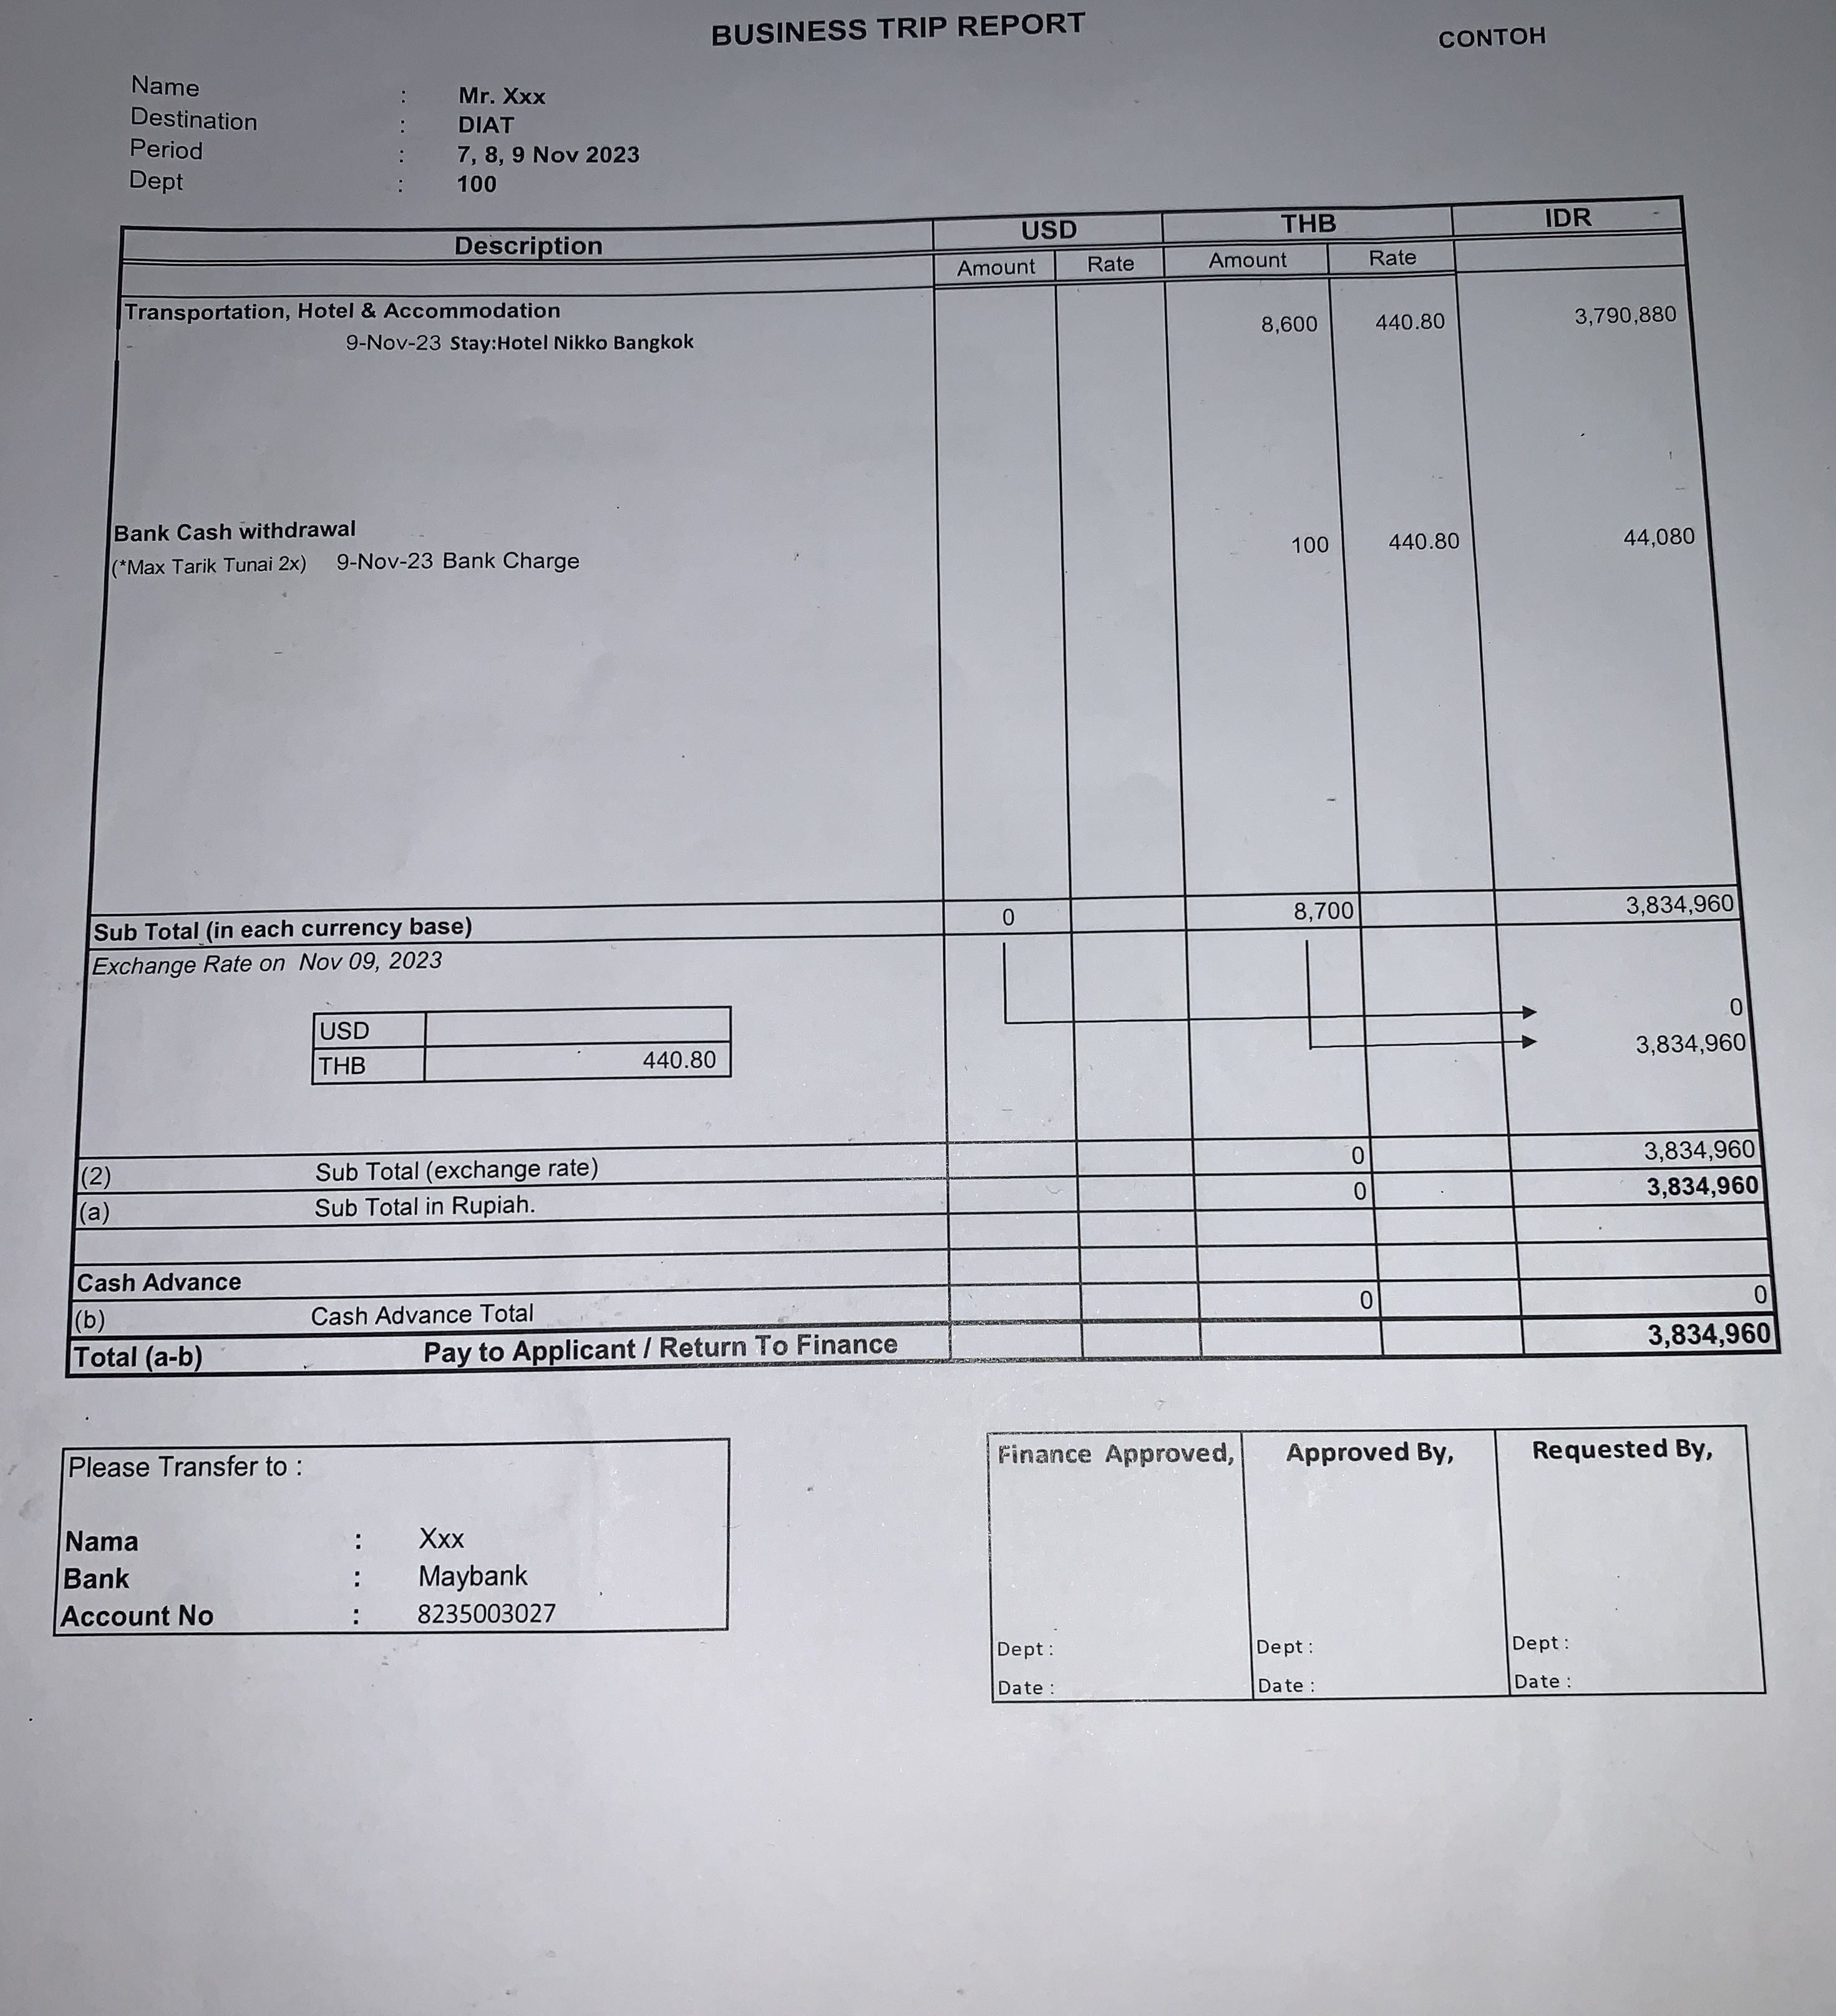 BUSINESS TRIP REPORT
CONTOH
Name : Mr. Xxx
Destination : DIAT
Period : 7, 8, 9 Nov 2023
Dept : 100
Description USD THB IDR
Amount Rate Amount Rate
Transportation, Hotel & Accommodation 8,600 440.80 3,790,880
9-Nov-23 Stay:Hotel Nikko Bangkok
Bank Cash withdrawal 100 440.80 44,080
(*Max Tarik Tunai 2x) 9-Nov-23 Bank Charge
Sub Total (in each currency base) 0 8,700 3,834,960
Exchange Rate on Nov 09, 2023
0
USD
3,834,960
THB 440.80
(2) Sub Total (exchange rate) 0 3,834,960
(a) Sub Total in Rupiah. 0 3,834,960
Cash Advance
(b) Cash Advance Total 0 0
Total (a-b) Pay to Applicant / Return To Finance 3,834,960
Please Transfer to :
Nama : Xxx
Bank : Maybank
Account No : 8235003027
Finance Approved, Approved By, Requested By,
Dept : Dept : Dept :
Date : Date : Date :